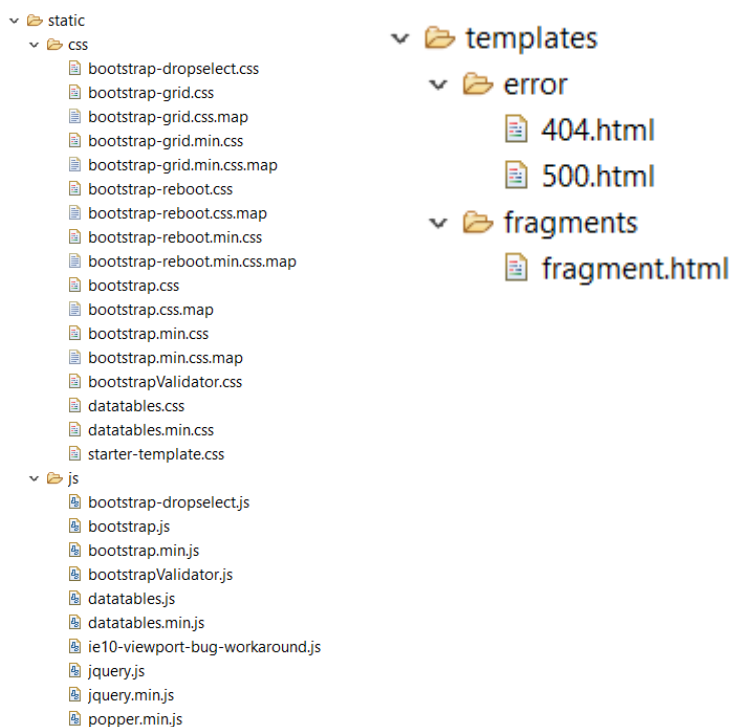 static
css
bootstrap-dropselect.css
bootstrap-grid.css
bootstrap-grid.css.map
bootstrap-grid.min.css
bootstrap-grid.min.css.map
bootstrap-reboot.css
bootstrap-reboot.css.map
bootstrap-reboot.min.css
bootstrap-reboot.min.css.map
bootstrap.css
bootstrap.css.map
bootstrap.min.css
bootstrap.min.css.map
bootstrapValidator.css
datatables.css
datatables.min.css
starter-template.css
js
bootstrap-dropselect.js
bootstrap.js
bootstrap.min.js
bootstrapValidator.js
datatables.js
datatables.min.js
ie10-viewport-bug-workaround.js
jquery.js
jquery.min.js
popper.min.js
templates
error
404.html
500.html
fragments
fragment.html